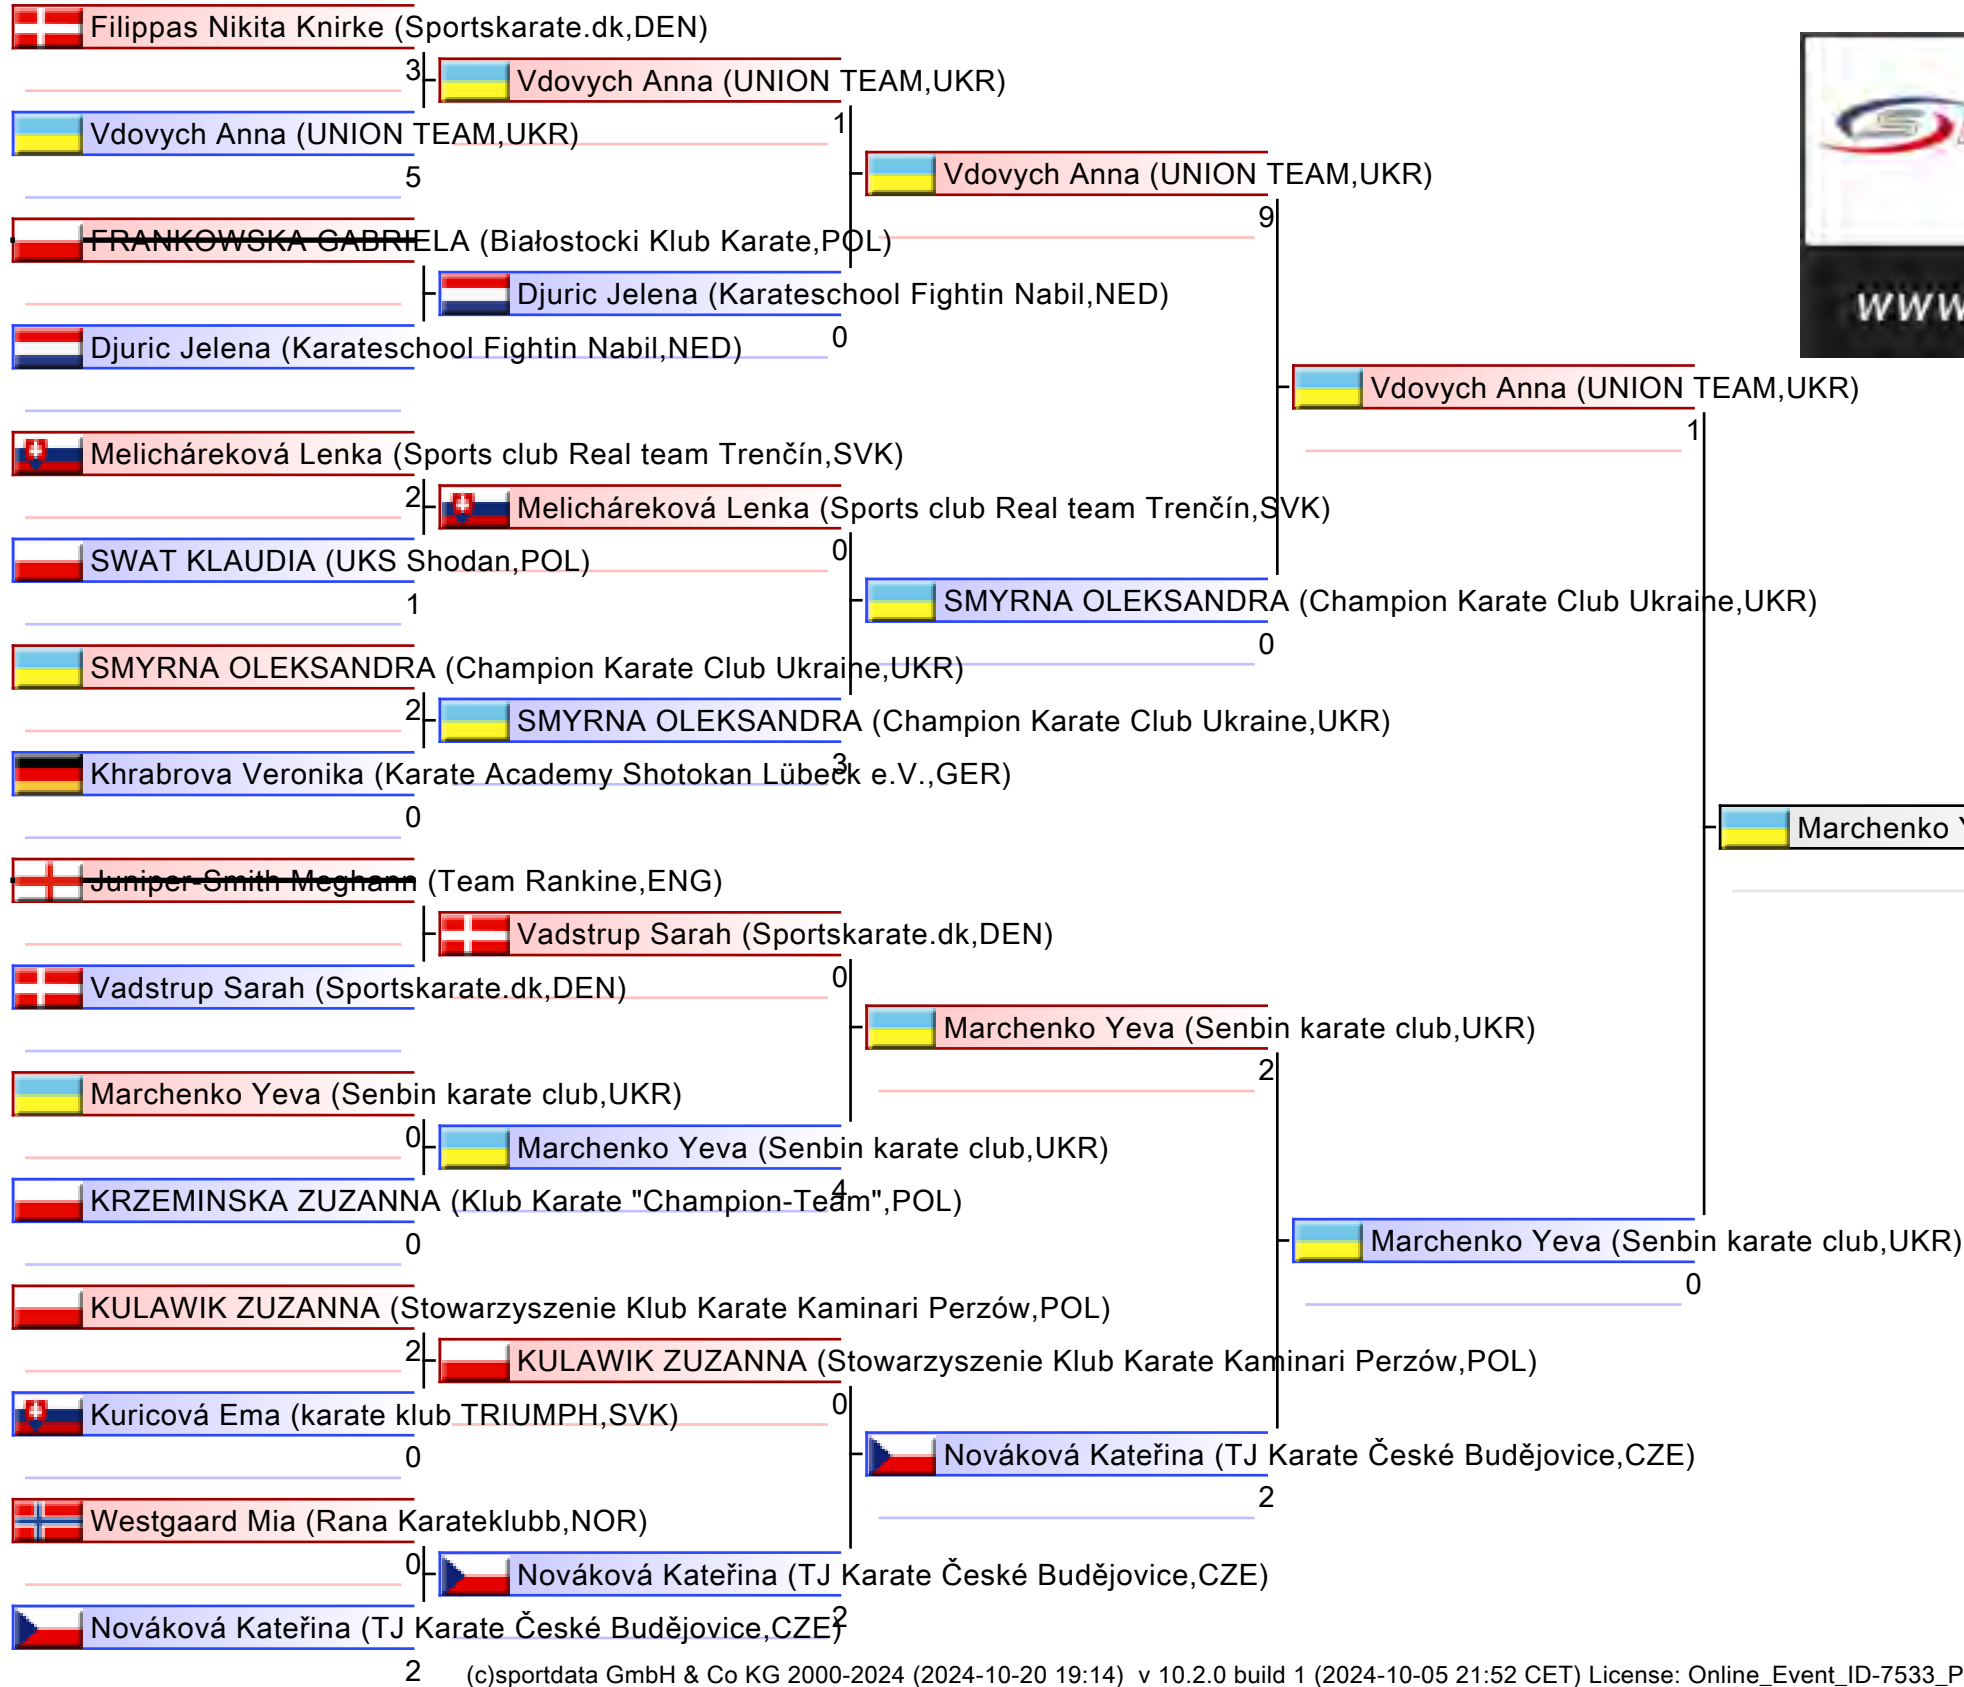 Filippas Nikita Knirke (Sportskarate.dk,DEN)
3
Vdovych Anna (UNION TEAM,UKR)
Vdovych Anna (UNION TEAM,UKR)
1
5
Vdovych Anna (UNION TEAM,UKR)
9
FRANKOWSKA GABRIELA (Białostocki Klub Karate,POL)
Djuric Jelena (Karateschool Fightin Nabil,NED)
0
Djuric Jelena (Karateschool Fightin Nabil,NED)
www
Vdovych Anna (UNION TEAM,UKR)
1
Melicháreková Lenka (Sports club Real team Trenčín,SVK)
2
Melicháreková Lenka (Sports club Real team Trenčín,SVK)
0
SWAT KLAUDIA (UKS Shodan,POL)
1
SMYRNA OLEKSANDRA (Champion Karate Club Ukraine,UKR)
0
SMYRNA OLEKSANDRA (Champion Karate Club Ukraine,UKR)
2
SMYRNA OLEKSANDRA (Champion Karate Club Ukraine,UKR)
3
Khrabrova Veronika (Karate Academy Shotokan Lübeck e.V.,GER)
0
Marchenko
Juniper-Smith Meghann (Team Rankine,ENG)
Vadstrup Sarah (Sportskarate.dk,DEN)
0
Vadstrup Sarah (Sportskarate.dk,DEN)
Marchenko Yeva (Senbin karate club,UKR)
2
Marchenko Yeva (Senbin karate club,UKR)
0
Marchenko Yeva (Senbin karate club,UKR)
4
KRZEMINSKA ZUZANNA (Klub Karate "Champion-Team",POL)
0
Marchenko Yeva (Senbin karate club,UKR)
0
KULAWIK ZUZANNA (Stowarzyszenie Klub Karate Kaminari Perzów,POL)
2
KULAWIK ZUZANNA (Stowarzyszenie Klub Karate Kaminari Perzów,POL)
0
Kuricová Ema (karate klub TRIUMPH,SVK)
0
Nováková Kateřina (TJ Karate České Budějovice,CZE)
2
Westgaard Mia (Rana Karateklubb,NOR)
0
Nováková Kateřina (TJ Karate České Budějovice,CZE)
2
Nováková Kateřina (TJ Karate České Budějovice,CZE)
2
(c)sportdata GmbH & Co KG 2000-2024 (2024-10-20 19:14) v 10.2.0 build 1 (2024-10-05 21:52 CET) License: Online_Event_ID-7533_P